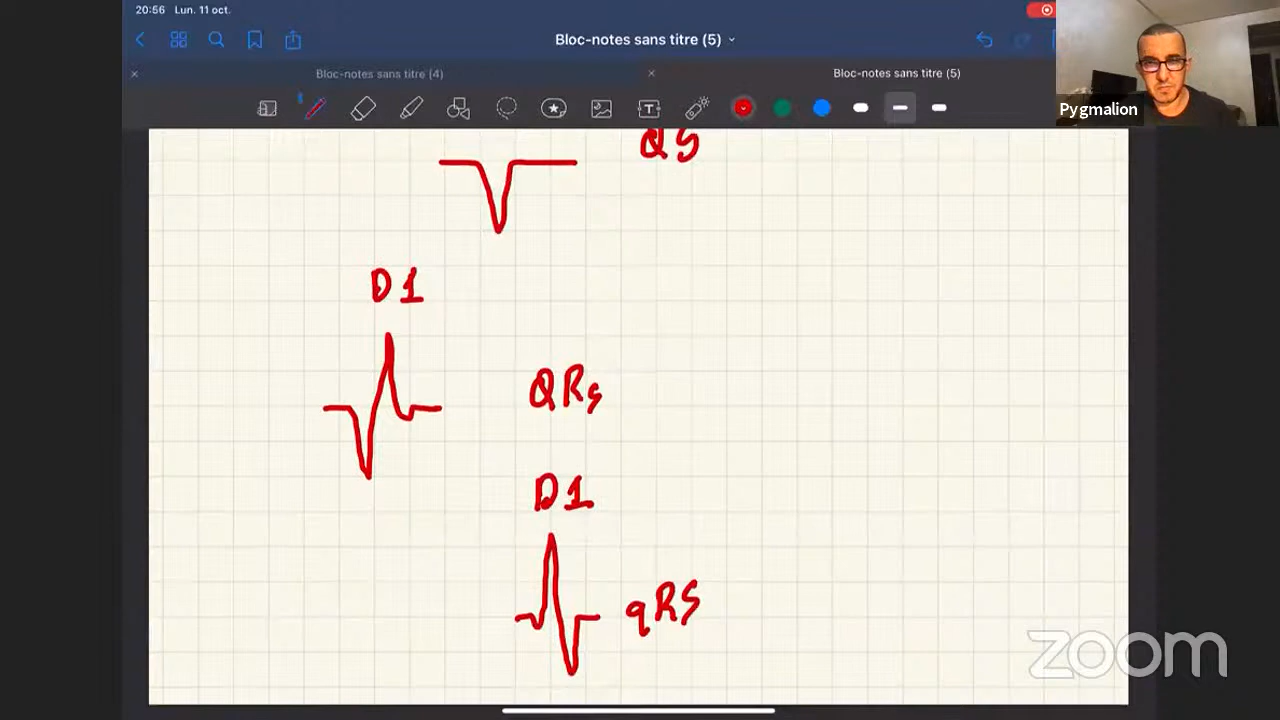 20:56 Lun. 11 oct.
Bloc-notes sans titre (5)
Bloc-notes sans titre (4)
Bloc-notes sans titre (5)
Pygmalion
QS
D1
QRs
D1
qRS
zoom